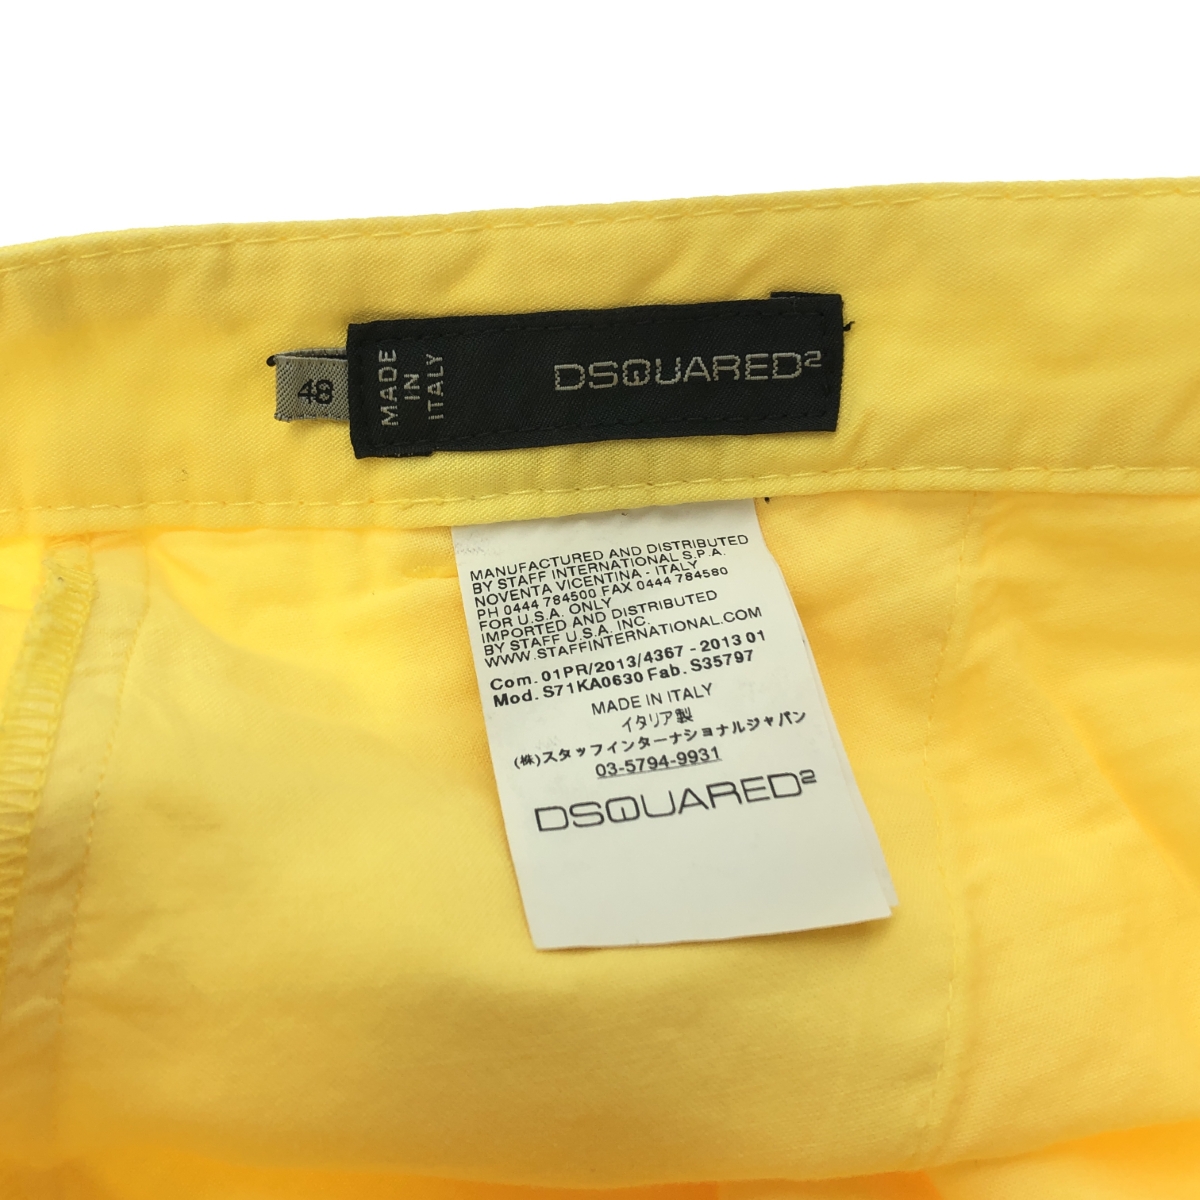 48
MADE
IN
ITALY
DSQUARED2
MANUFACTURED AND DISTRIBUTED
BY STAFF INTERNATIONAL S.P.A.
NOVENTA VICENTINA - ITALY
PH 0444 784500 FAX 0444 784580
FOR U.S.A. ONLY
IMPORTED AND DISTRIBUTED
BY STAFF U.S.A. INC.
WWW.STAFFINTERNATIONAL.COM
Com. 01PR/2013/4367 - 2013 01
Mod. S71KA0630 Fab. S35797
MADE IN ITALY
イタリア製
(株)スタッフインターナショナルジャパン
03-5794-9931
DSQUARED2